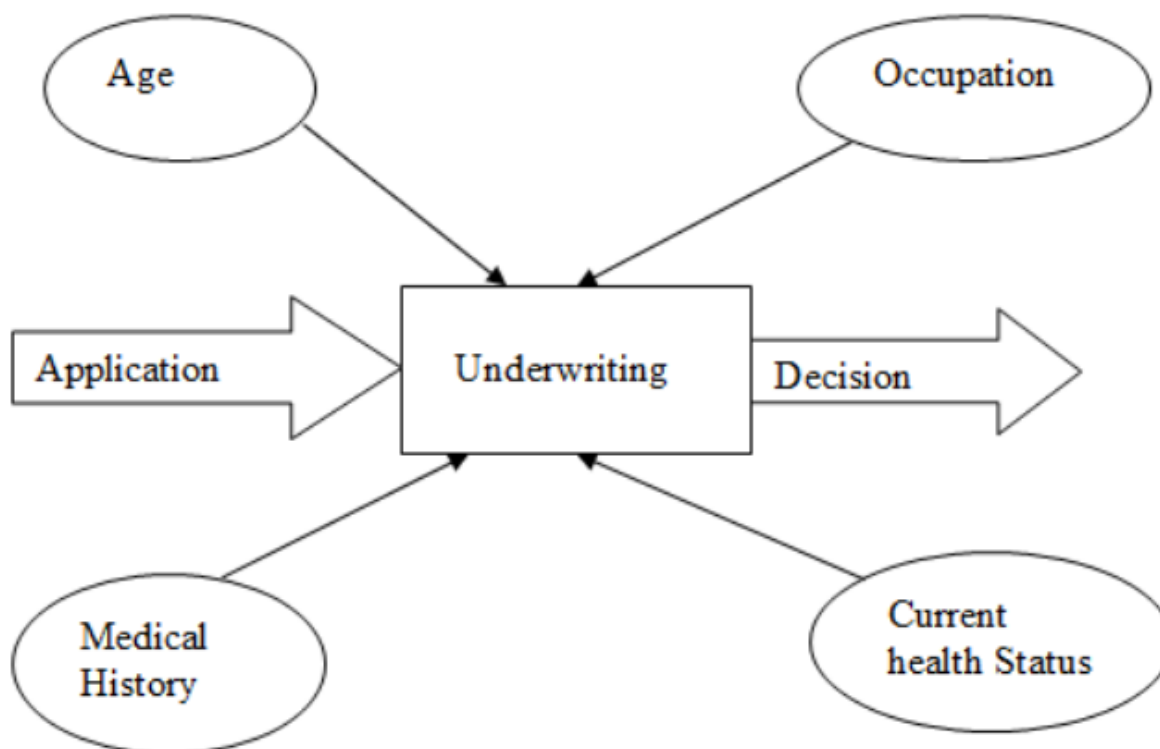 Age
Occupation
Application
Underwriting
Decision
Medical
History
Current
health Status